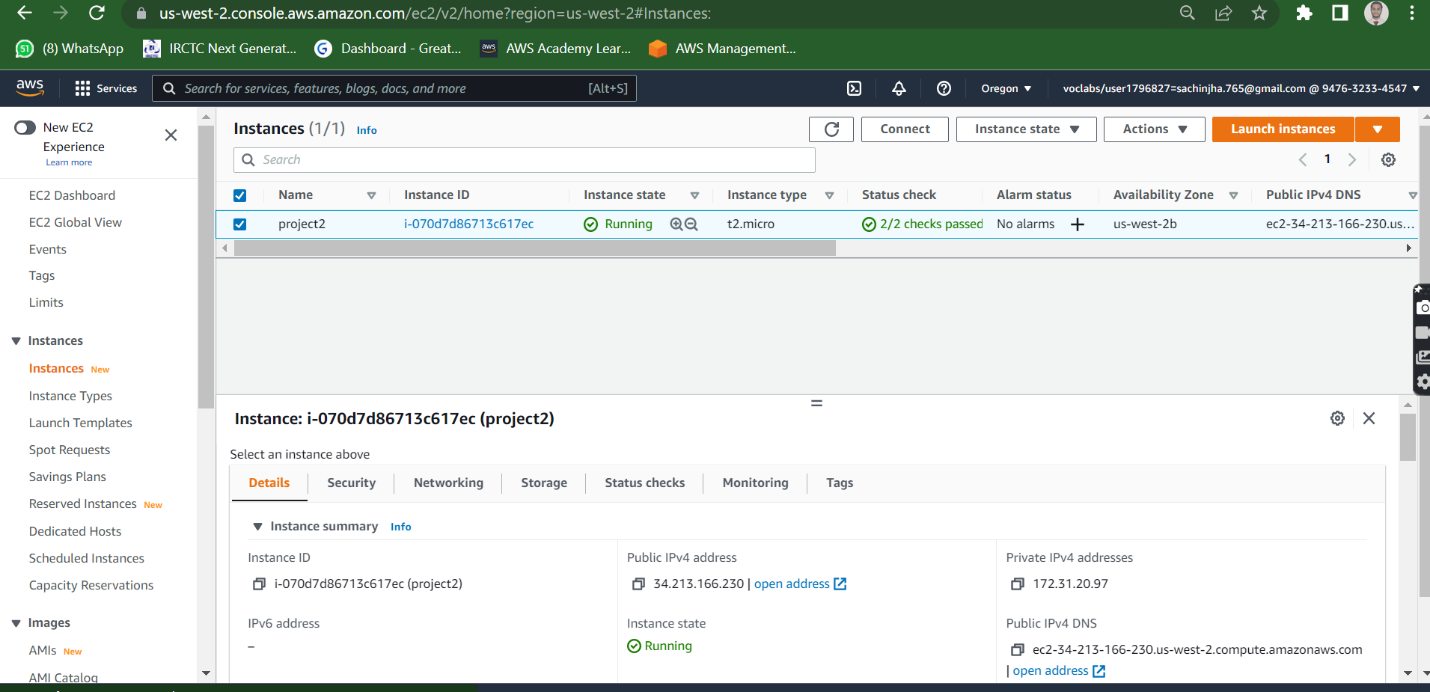 us-west-2.console.aws.amazon.com/ec2/v2/home?region=us-west-2#Instances:
51 (8) WhatsApp IRCTC Next Generat... G Dashboard - Great... aws AWS Academy Lear... AWS Management...
aws Services Search for services, features, blogs, docs, and more [Alt+S] Oregon ▼ voclabs/user1796827=sachinjha.765@gmail.com @ 9476-3233-4547 ▼
New EC2
Experience
Learn more
EC2 Dashboard
EC2 Global View
Events
Tags
Limits
▼ Instances
Instances New
Instance Types
Launch Templates
Spot Requests
Savings Plans
Reserved Instances New
Dedicated Hosts
Scheduled Instances
Capacity Reservations
▼ Images
AMIs New
AMI Catalog
Instances (1/1) Info Connect Instance state ▼ Actions ▼ Launch instances ▼
Search < 1 >
Name Instance ID Instance state Instance type Status check Alarm status Availability Zone Public IPv4 DNS
project2 i-070d7d86713c617ec Running t2.micro 2/2 checks passed No alarms + us-west-2b ec2-34-213-166-230.us...
Instance: i-070d7d86713c617ec (project2)
Select an instance above
Details Security Networking Storage Status checks Monitoring Tags
▼ Instance summary Info
Instance ID Public IPv4 address Private IPv4 addresses
i-070d7d86713c617ec (project2) 34.213.166.230 | open address 172.31.20.97
IPv6 address Instance state Public IPv4 DNS
– Running ec2-34-213-166-230.us-west-2.compute.amazonaws.com
| open address